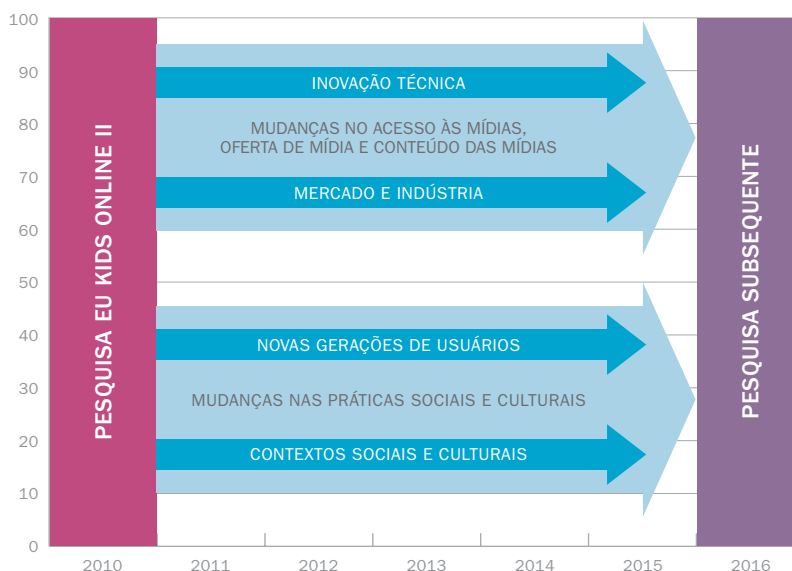 100
90
80
70
60
50
40
30
20
10
0
PESQUISA EU KIDS ONLINE II
INOVAÇÃO TÉCNICA
MUDANÇAS NO ACESSO ÀS MÍDIAS,
OFERTA DE MÍDIA E CONTEÚDO DAS MÍDIAS
MERCADO E INDÚSTRIA
NOVAS GERAÇÕES DE USUÁRIOS
MUDANÇAS NAS PRÁTICAS SOCIAIS E CULTURAIS
CONTEXTOS SOCIAIS E CULTURAIS
PESQUISA SUBSEQUENTE
2010 2011 2012 2013 2014 2015 2016